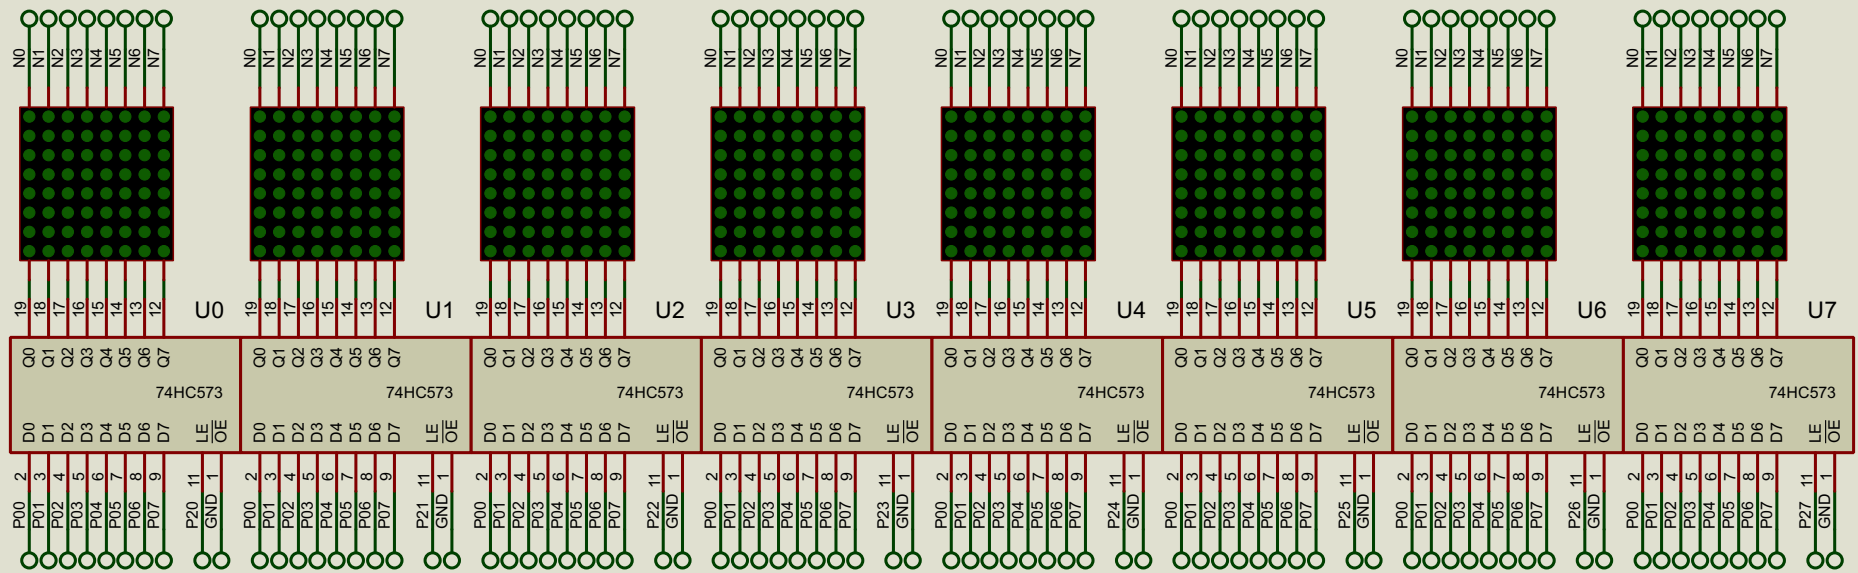 N0 N1 N2 N3 N4 N5 N6 N7 N0 N1 N2 N3 N4 N5 N6 N7 N0 N1 N2 N3 N4 N5 N6 N7 N0 N1 N2 N3 N4 N5 N6 N7 N0 N1 N2 N3 N4 N5 N6 N7 N0 N1 N2 N3 N4 N5 N6 N7 N0 N1 N2 N3 N4 N5 N6 N7 N0 N1 N2 N3 N4 N5 N6 N7
19 18 17 16 15 14 13 12 U0 19 18 17 16 15 14 13 12 U1 19 18 17 16 15 14 13 12 U2 19 18 17 16 15 14 13 12 U3 19 18 17 16 15 14 13 12 U4 19 18 17 16 15 14 13 12 U5 19 18 17 16 15 14 13 12 U6 19 18 17 16 15 14 13 12 U7
Q0 Q1 Q2 Q3 Q4 Q5 Q6 Q7 Q0 Q1 Q2 Q3 Q4 Q5 Q6 Q7 Q0 Q1 Q2 Q3 Q4 Q5 Q6 Q7 Q0 Q1 Q2 Q3 Q4 Q5 Q6 Q7 Q0 Q1 Q2 Q3 Q4 Q5 Q6 Q7 Q0 Q1 Q2 Q3 Q4 Q5 Q6 Q7 Q0 Q1 Q2 Q3 Q4 Q5 Q6 Q7 Q0 Q1 Q2 Q3 Q4 Q5 Q6 Q7
74HC573 74HC573 74HC573 74HC573 74HC573 74HC573 74HC573 74HC573
D0 D1 D2 D3 D4 D5 D6 D7 LE OE D0 D1 D2 D3 D4 D5 D6 D7 LE OE D0 D1 D2 D3 D4 D5 D6 D7 LE OE D0 D1 D2 D3 D4 D5 D6 D7 LE OE D0 D1 D2 D3 D4 D5 D6 D7 LE OE D0 D1 D2 D3 D4 D5 D6 D7 LE OE D0 D1 D2 D3 D4 D5 D6 D7 LE OE D0 D1 D2 D3 D4 D5 D6 D7 LE OE
2 3 4 5 6 7 8 9 11 1 2 3 4 5 6 7 8 9 11 1 2 3 4 5 6 7 8 9 11 1 2 3 4 5 6 7 8 9 11 1 2 3 4 5 6 7 8 9 11 1 2 3 4 5 6 7 8 9 11 1 2 3 4 5 6 7 8 9 11 1 2 3 4 5 6 7 8 9 11 1
P00 P01 P02 P03 P04 P05 P06 P07 P20 GND P00 P01 P02 P03 P04 P05 P06 P07 P21 GND P00 P01 P02 P03 P04 P05 P06 P07 P22 GND P00 P01 P02 P03 P04 P05 P06 P07 P23 GND P00 P01 P02 P03 P04 P05 P06 P07 P24 GND P00 P01 P02 P03 P04 P05 P06 P07 P25 GND P00 P01 P02 P03 P04 P05 P06 P07 P26 GND P00 P01 P02 P03 P04 P05 P06 P07 P27 GND